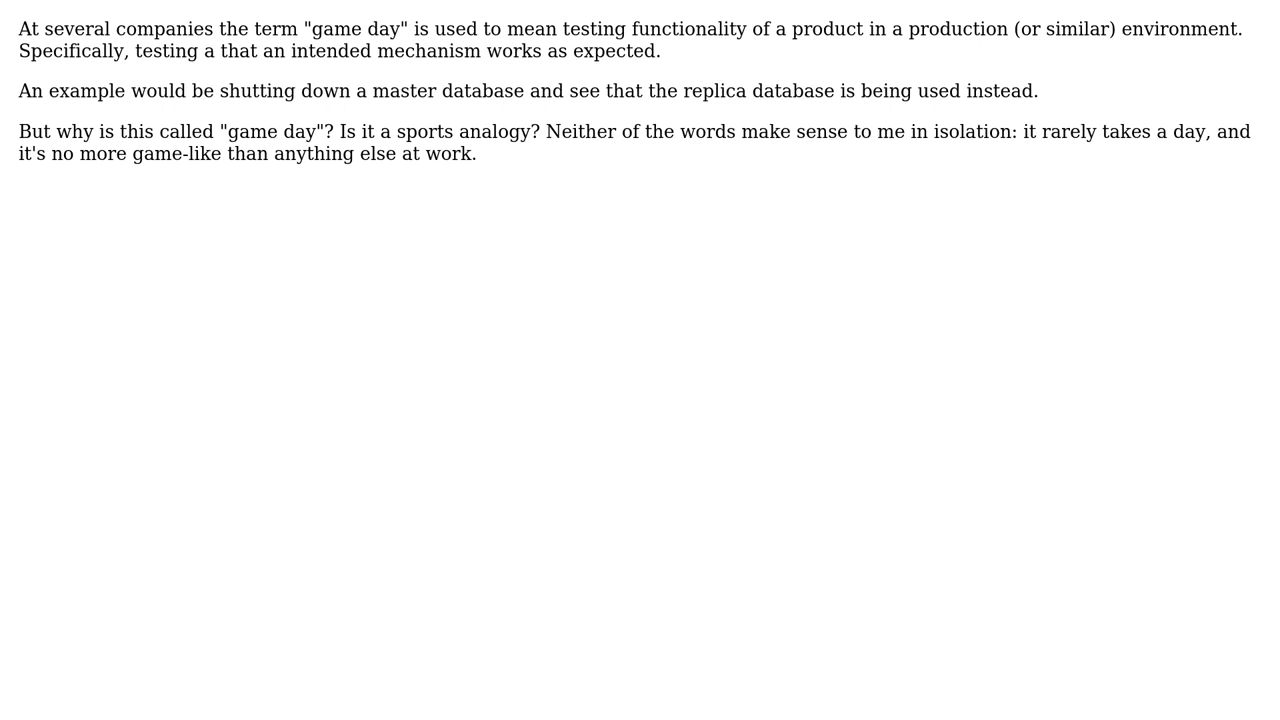 At several companies the term "game day" is used to mean testing functionality of a product in a production (or similar) environment.
Specifically, testing a that an intended mechanism works as expected.
An example would be shutting down a master database and see that the replica database is being used instead.
But why is this called "game day"? Is it a sports analogy? Neither of the words make sense to me in isolation: it rarely takes a day, and
it's no more game-like than anything else at work.